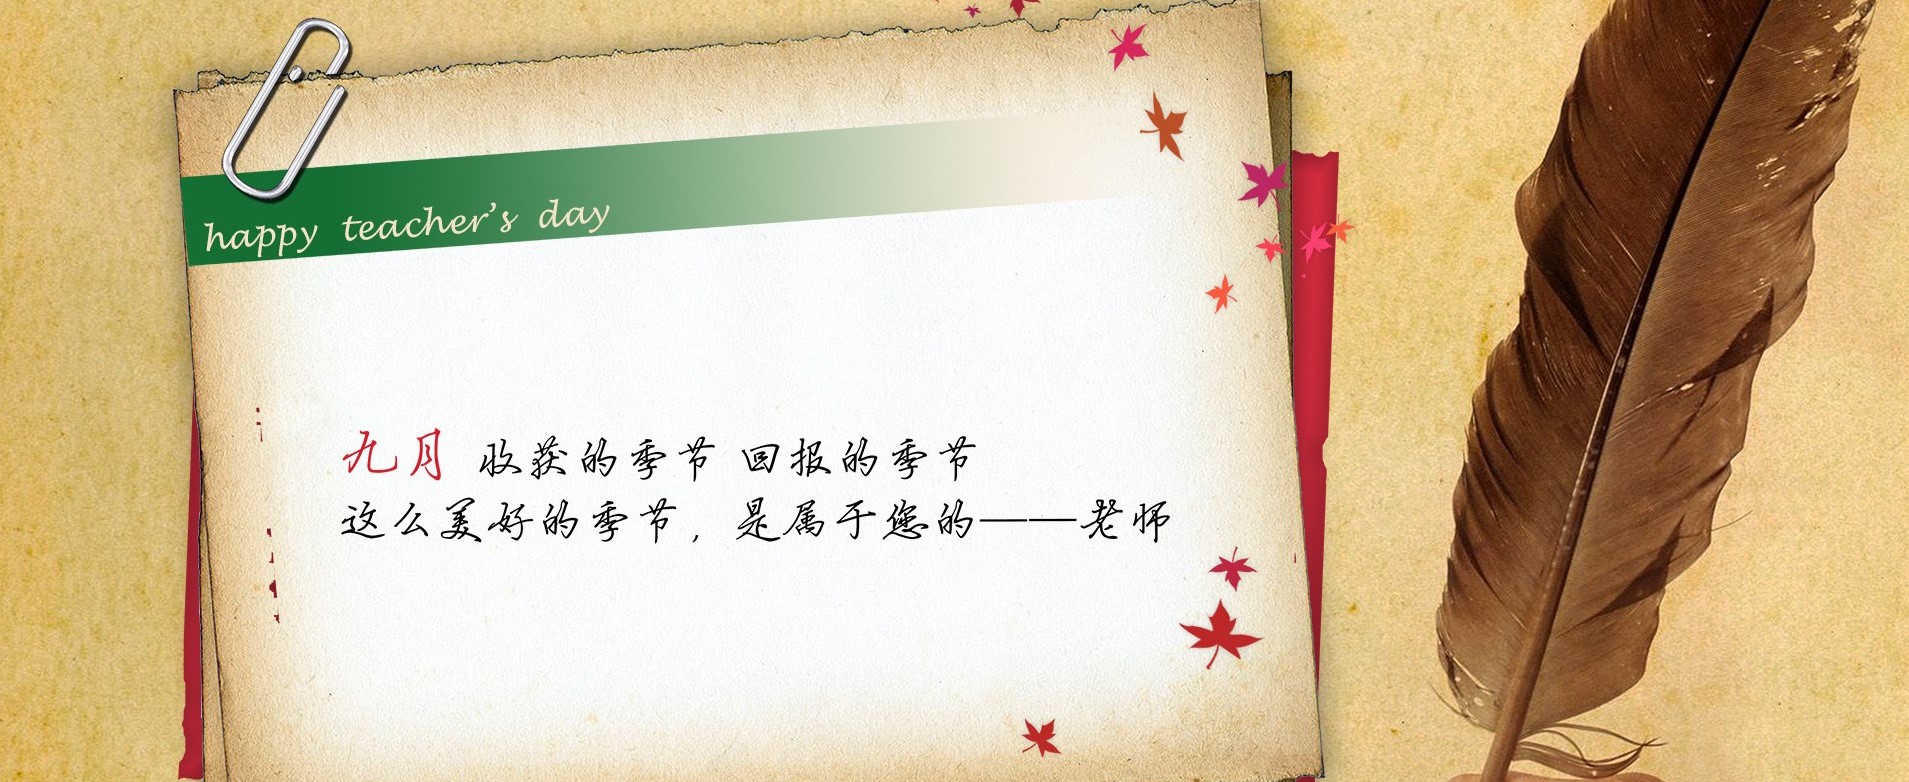 happy teacher's day
九月 收获的季节 回报的季节
这么美好的季节，是属于您的——老师